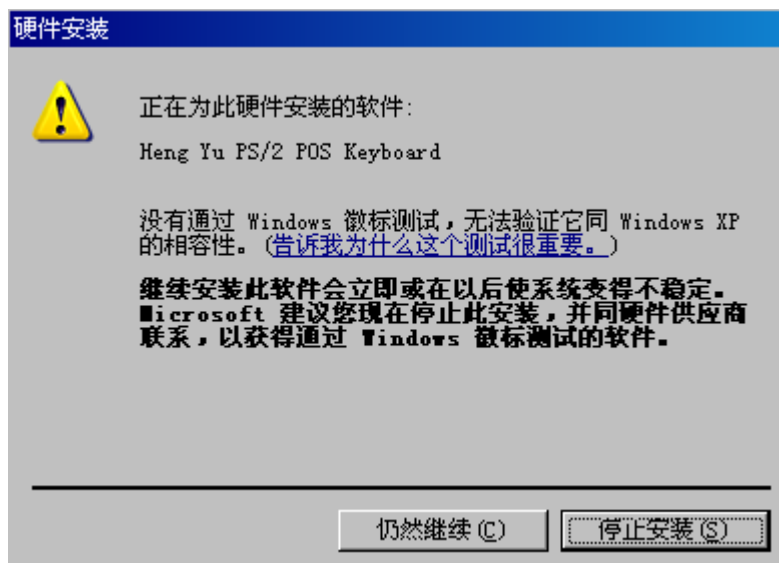 硬件安装
正在为此硬件安装的软件:
Heng Yu PS/2 POS Keyboard
没有通过 Windows 徽标测试，无法验证它同 Windows XP
的相容性。(告诉我为什么这个测试很重要。)
继续安装此软件会立即或在以后使系统变得不稳定。
Microsoft 建议您现在停止此安装，并同硬件供应商
联系，以获得通过 Windows 徽标测试的软件。
仍然继续(C)
停止安装(S)